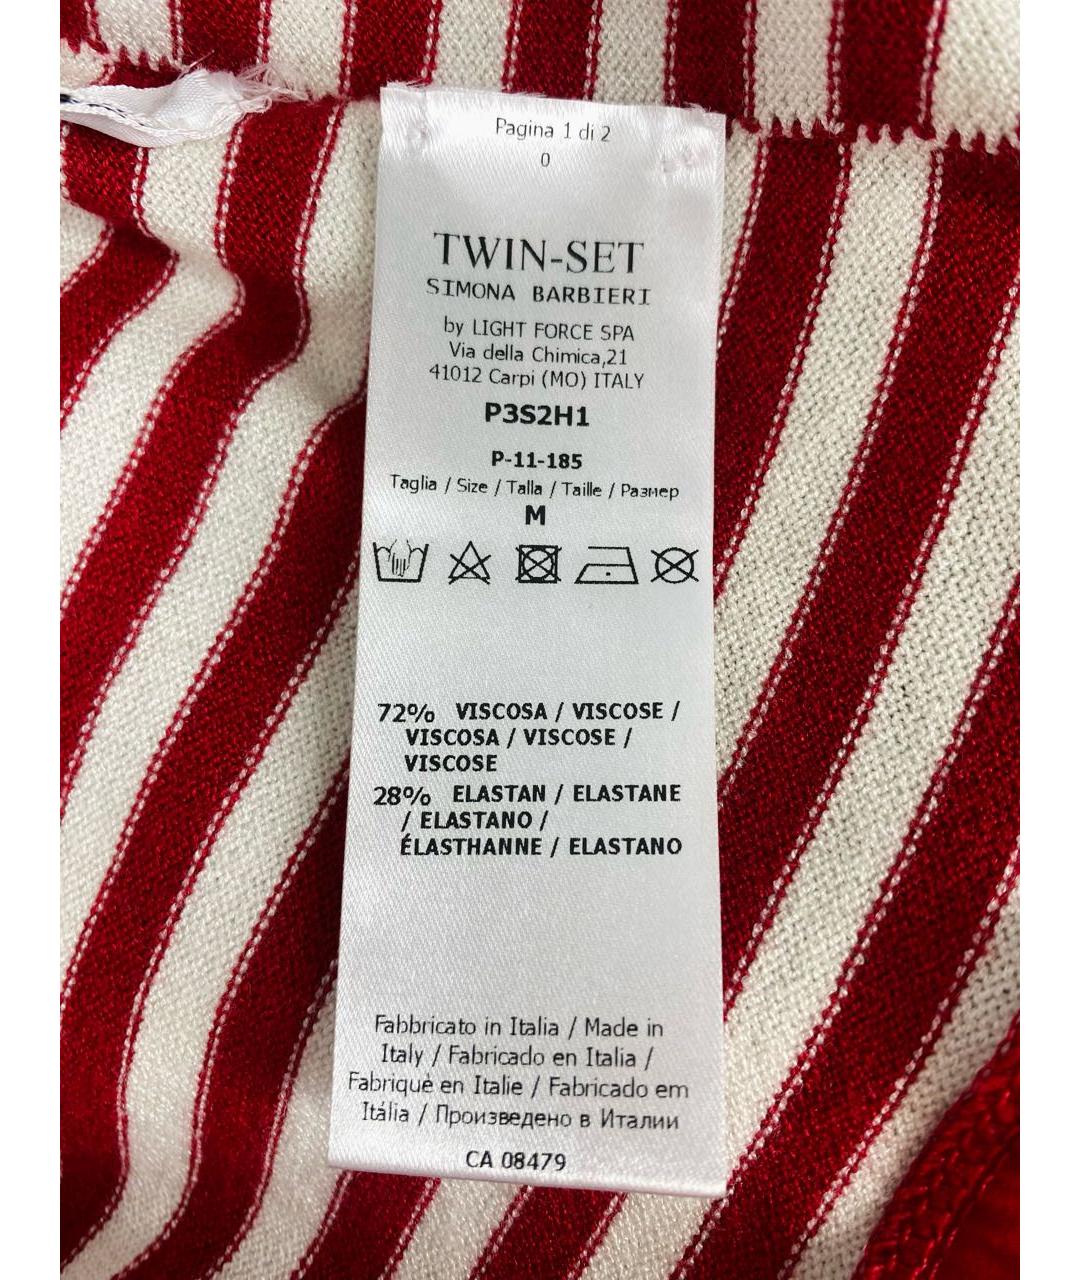 Pagina 1 di 2
0
TWIN-SET
SIMONA BARBIERI
by LIGHT FORCE SPA
Via della Chimica,21
41012 Carpi (MO) ITALY
P3S2H1
P-11-185
Taglia / Size / Talla / Taille / Размер
M
72% VISCOSA / VISCOSE /
VISCOSA / VISCOSE /
VISCOSE
28% ELASTAN / ELASTANE
/ ELASTANO /
ÉLASTHANNE / ELASTANO
Fabbricato in Italia / Made in
Italy / Fabricado en Italia /
Fabriquè en Italie / Fabricado em
Itália / Произведено в Италии
CA 08479